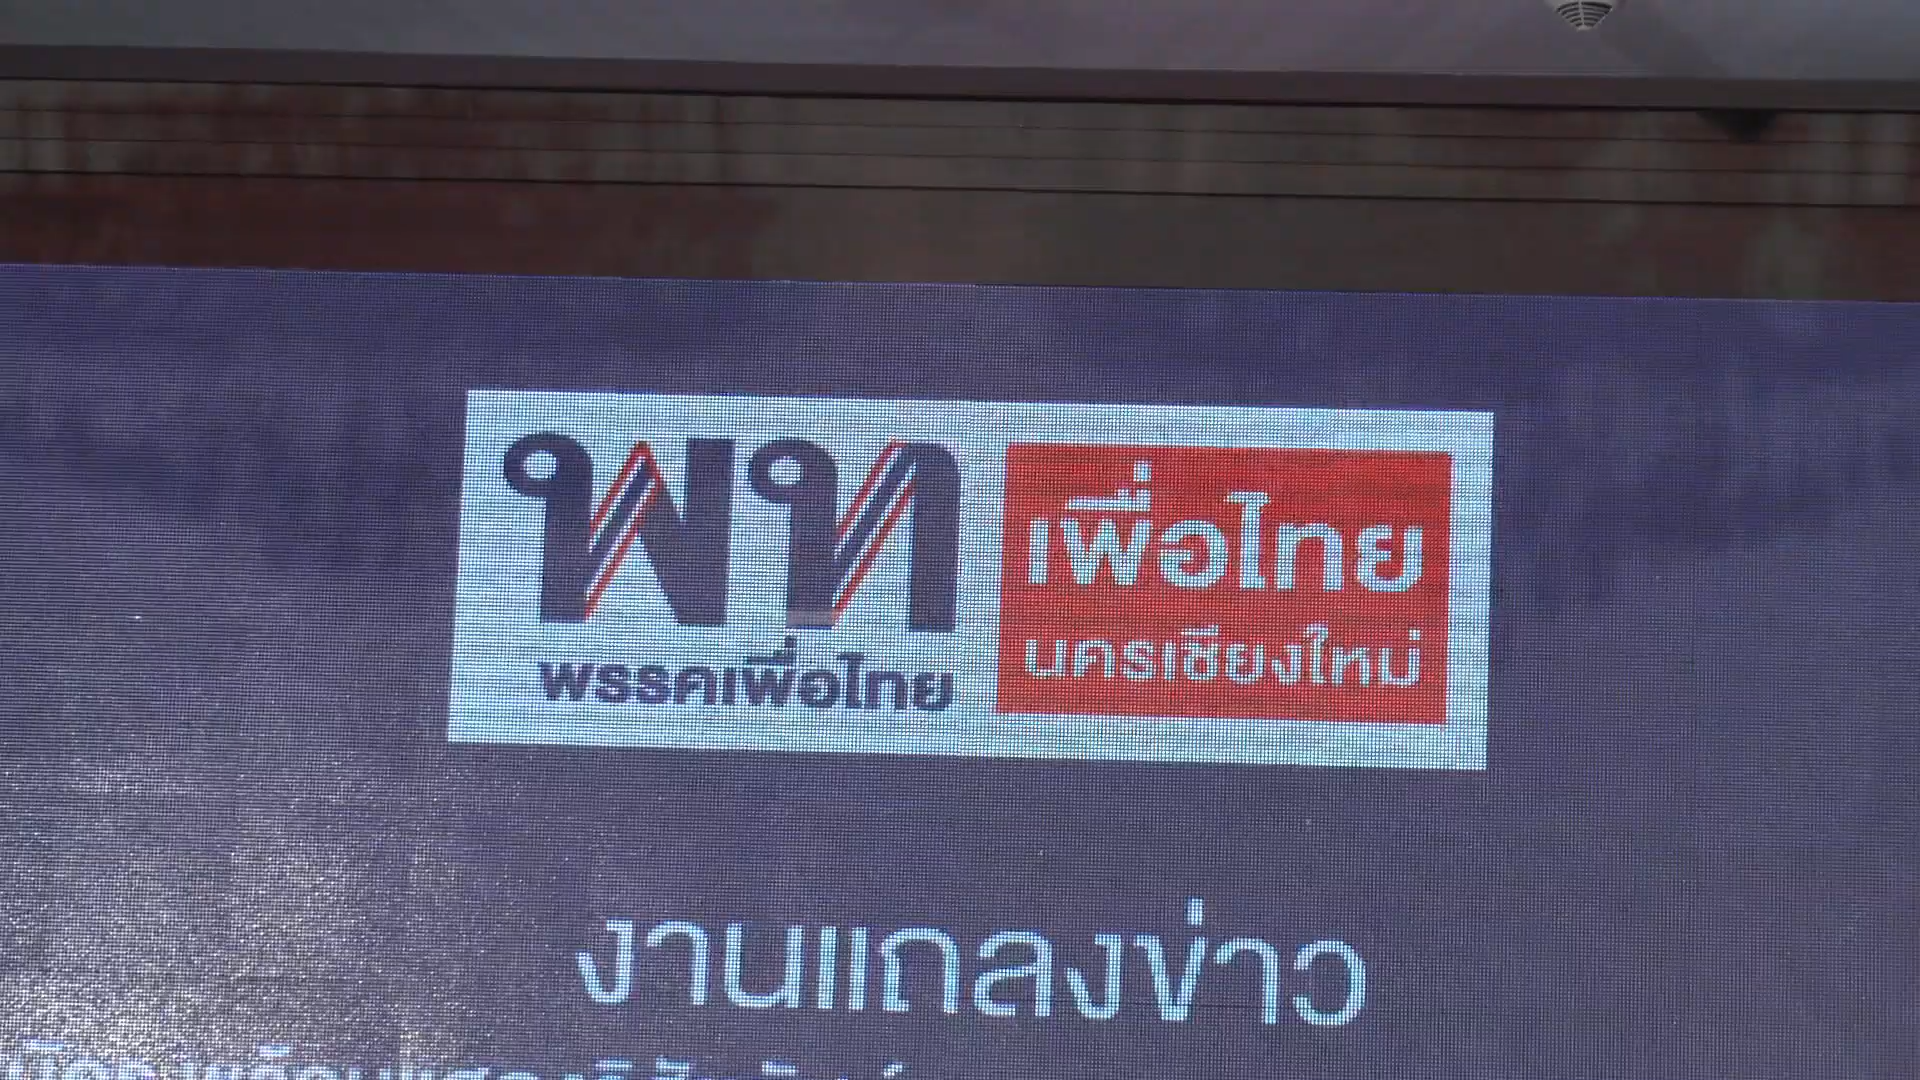 พท
พรรคเพื่อไทย
เพื่อไทย
นครเชียงใหม่
งานแถลงข่าว